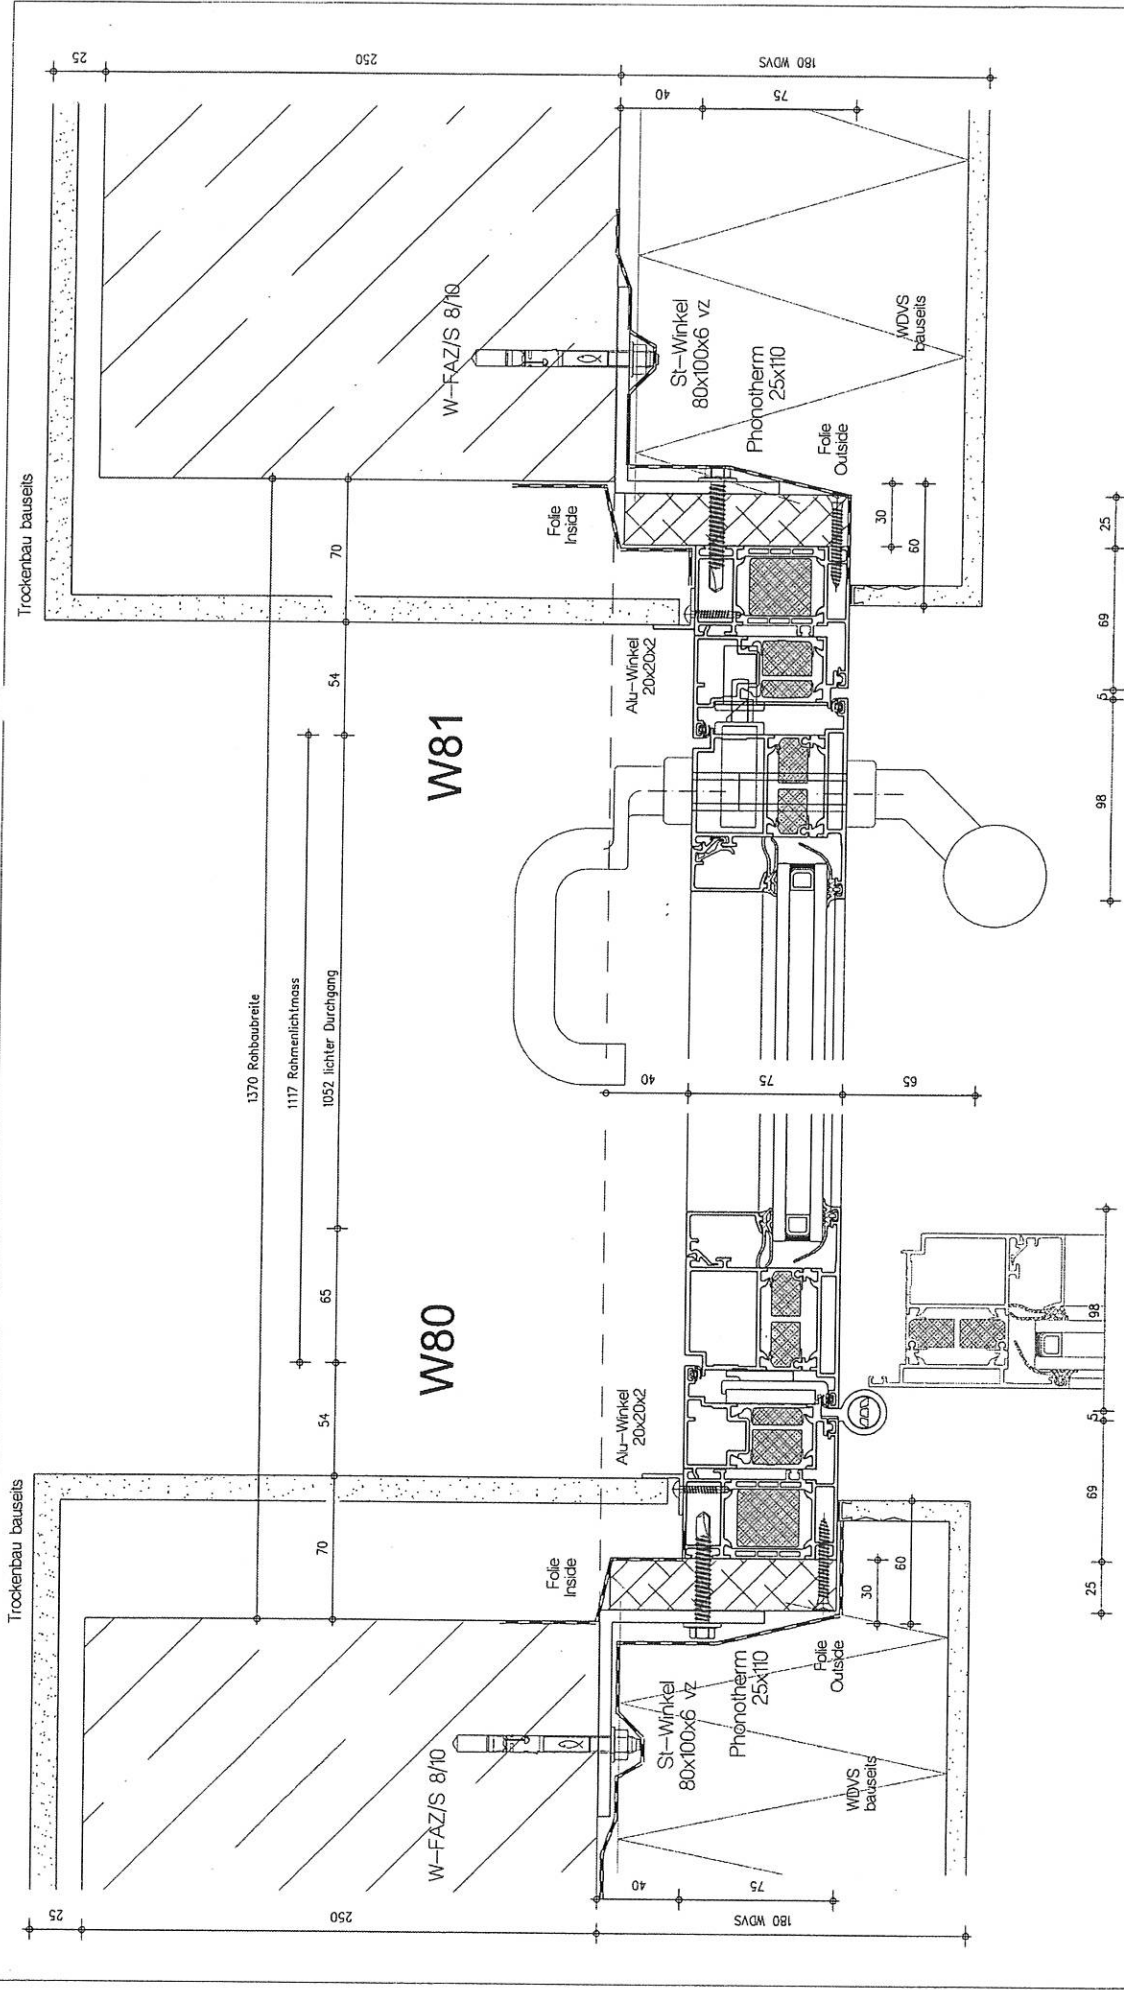 Trockenbau bauseits
Trockenbau bauseits
25
250
180 WDVS
40
75
25
250
180 WDVS
40
75
1370 Rohbaubreite
1117 Rahmenlichtmass
1052 lichter Durchgang
70
54
65
54
70
W80
W81
W-FAZ/S 8/10
W-FAZ/S 8/10
Folie
Inside
Folie
Inside
Alu-Winkel
20x20x2
Alu-Winkel
20x20x2
St-Winkel
80x100x6 vz
St-Winkel
80x100x6 vz
Phonotherm
25x110
Phonotherm
25x110
Folie
Outside
Folie
Outside
WDVS
bauseits
WDVS
bauseits
40
75
65
30
60
30
60
25
69
5
98
98
5
69
25